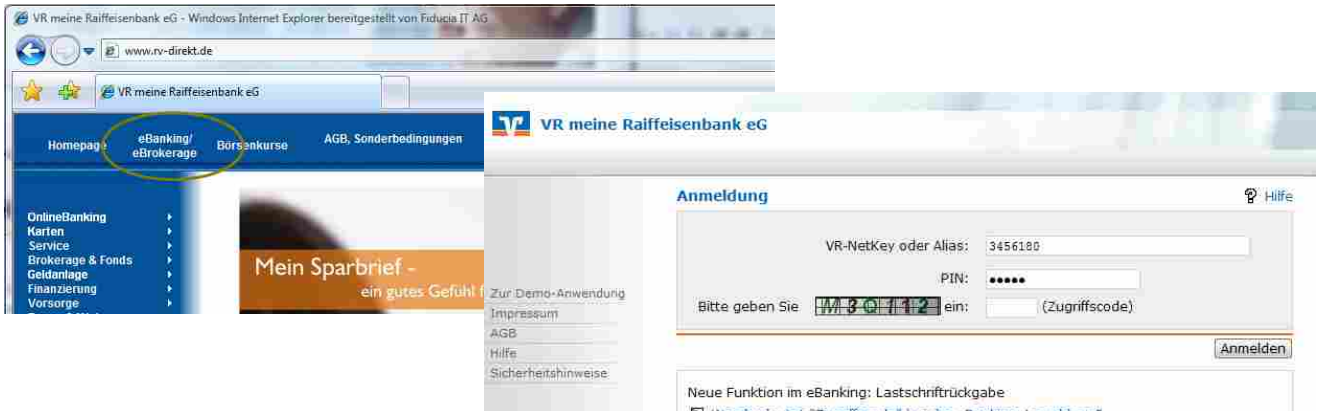 VR meine Raiffeisenbank eG - Windows Internet Explorer bereitgestellt von Fiducia IT AG
www.rv-direkt.de
VR meine Raiffeisenbank eG
Homepage
eBanking/
eBrokerage
Börsenkurse
AGB, Sonderbedingungen
OnlineBanking
Karten
Service
Brokerage & Fonds
Geldanlage
Finanzierung
Vorsorge
Mein Sparbrief -
ein gutes Gefühl
VR meine Raiffeisenbank eG
Anmeldung
Hilfe
VR-NetKey oder Alias: 3456180
PIN: •••••
Bitte geben Sie M3Q112 ein: (Zugriffscode)
Anmelden
Zur Demo-Anwendung
Impressum
AGB
Hilfe
Sicherheitshinweise
Neue Funktion im eBanking: Lastschriftrückgabe